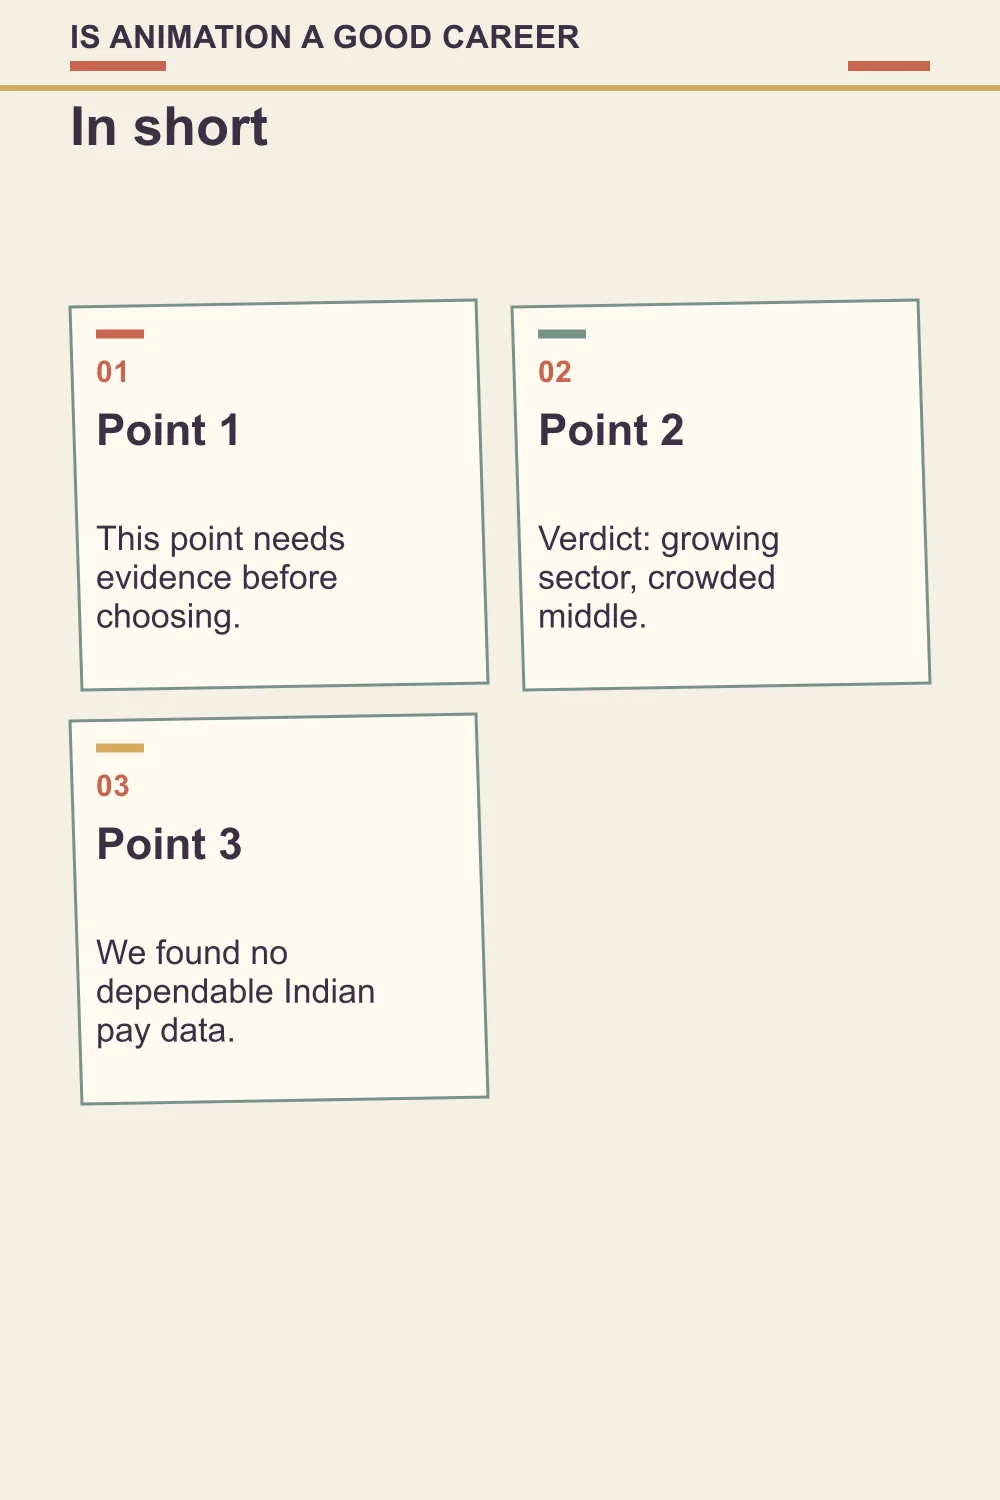 IS ANIMATION A GOOD CAREER
In short
01
Point 1
This point needs
evidence before
choosing.
02
Point 2
Verdict: growing
sector, crowded
middle.
03
Point 3
We found no
dependable Indian
pay data.